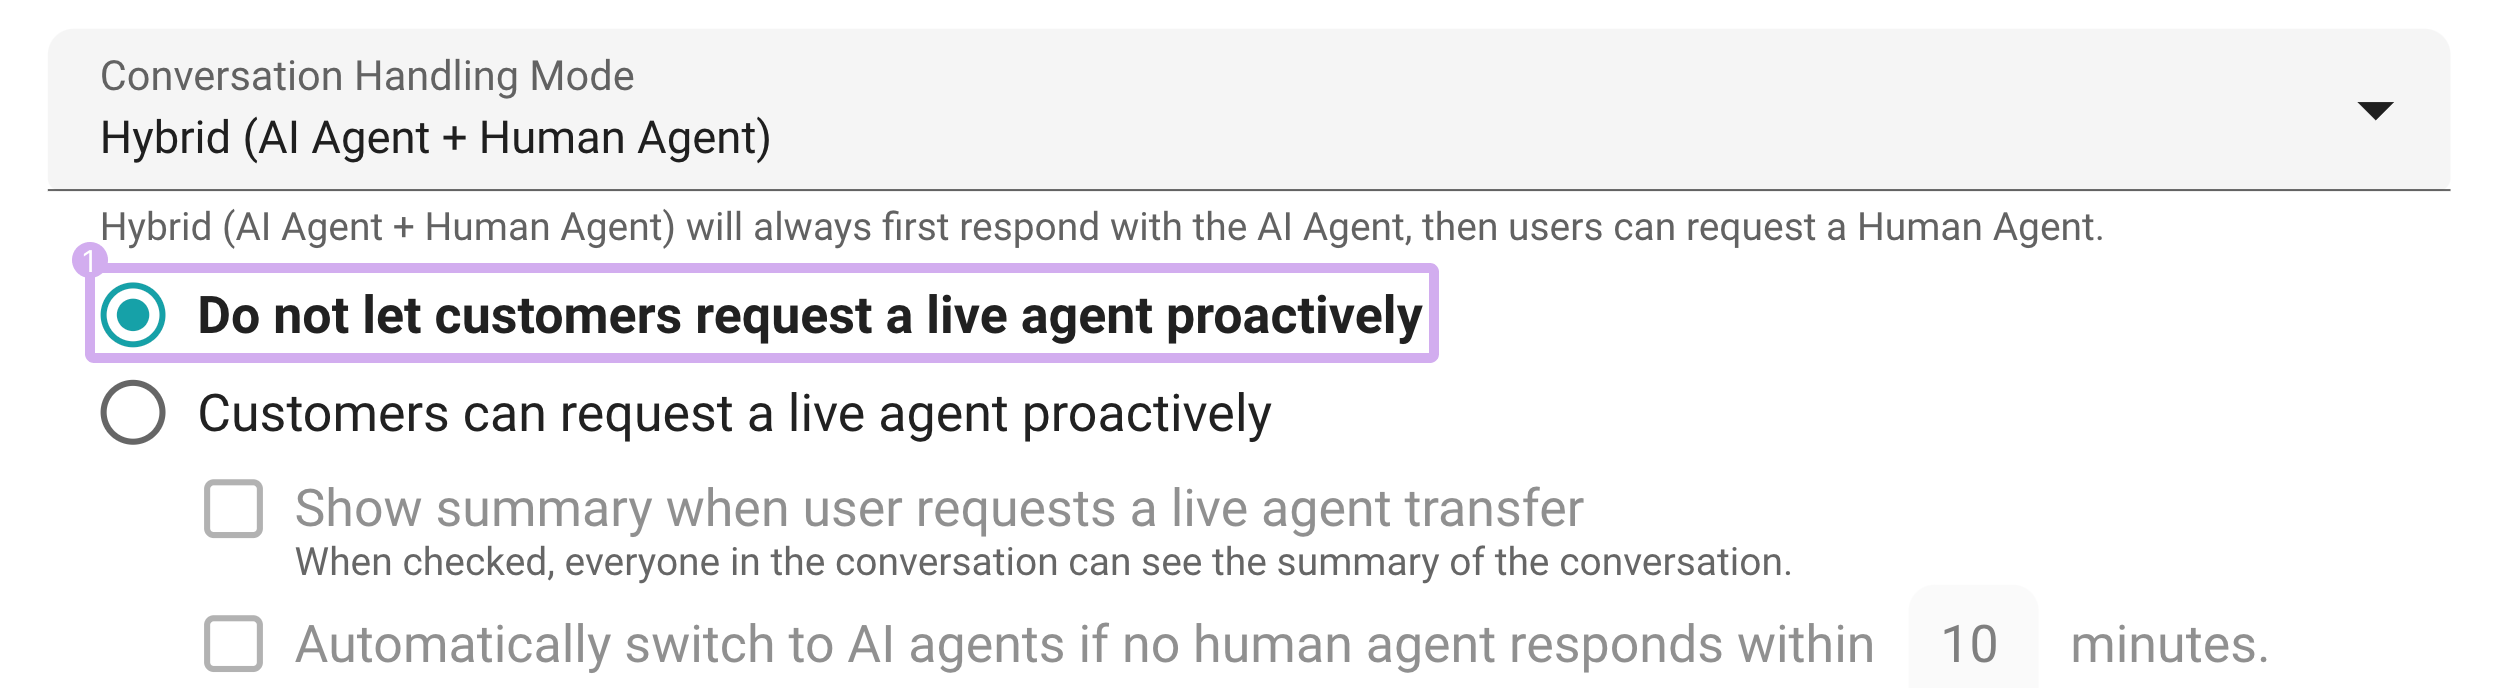 Conversation Handling Mode
Hybrid (AI Agent + Human Agent)
Hybrid (AI Agent + Human Agent) will always first respond with the AI Agent, then users can request a Human Agent.
1
Do not let customers request a live agent proactively
Customers can request a live agent proactively
Show summary when user requests a live agent transfer
When checked, everyone in the conversation can see the summary of the conversation.
Automatically switch to AI agents if no human agent responds within 10 minutes.